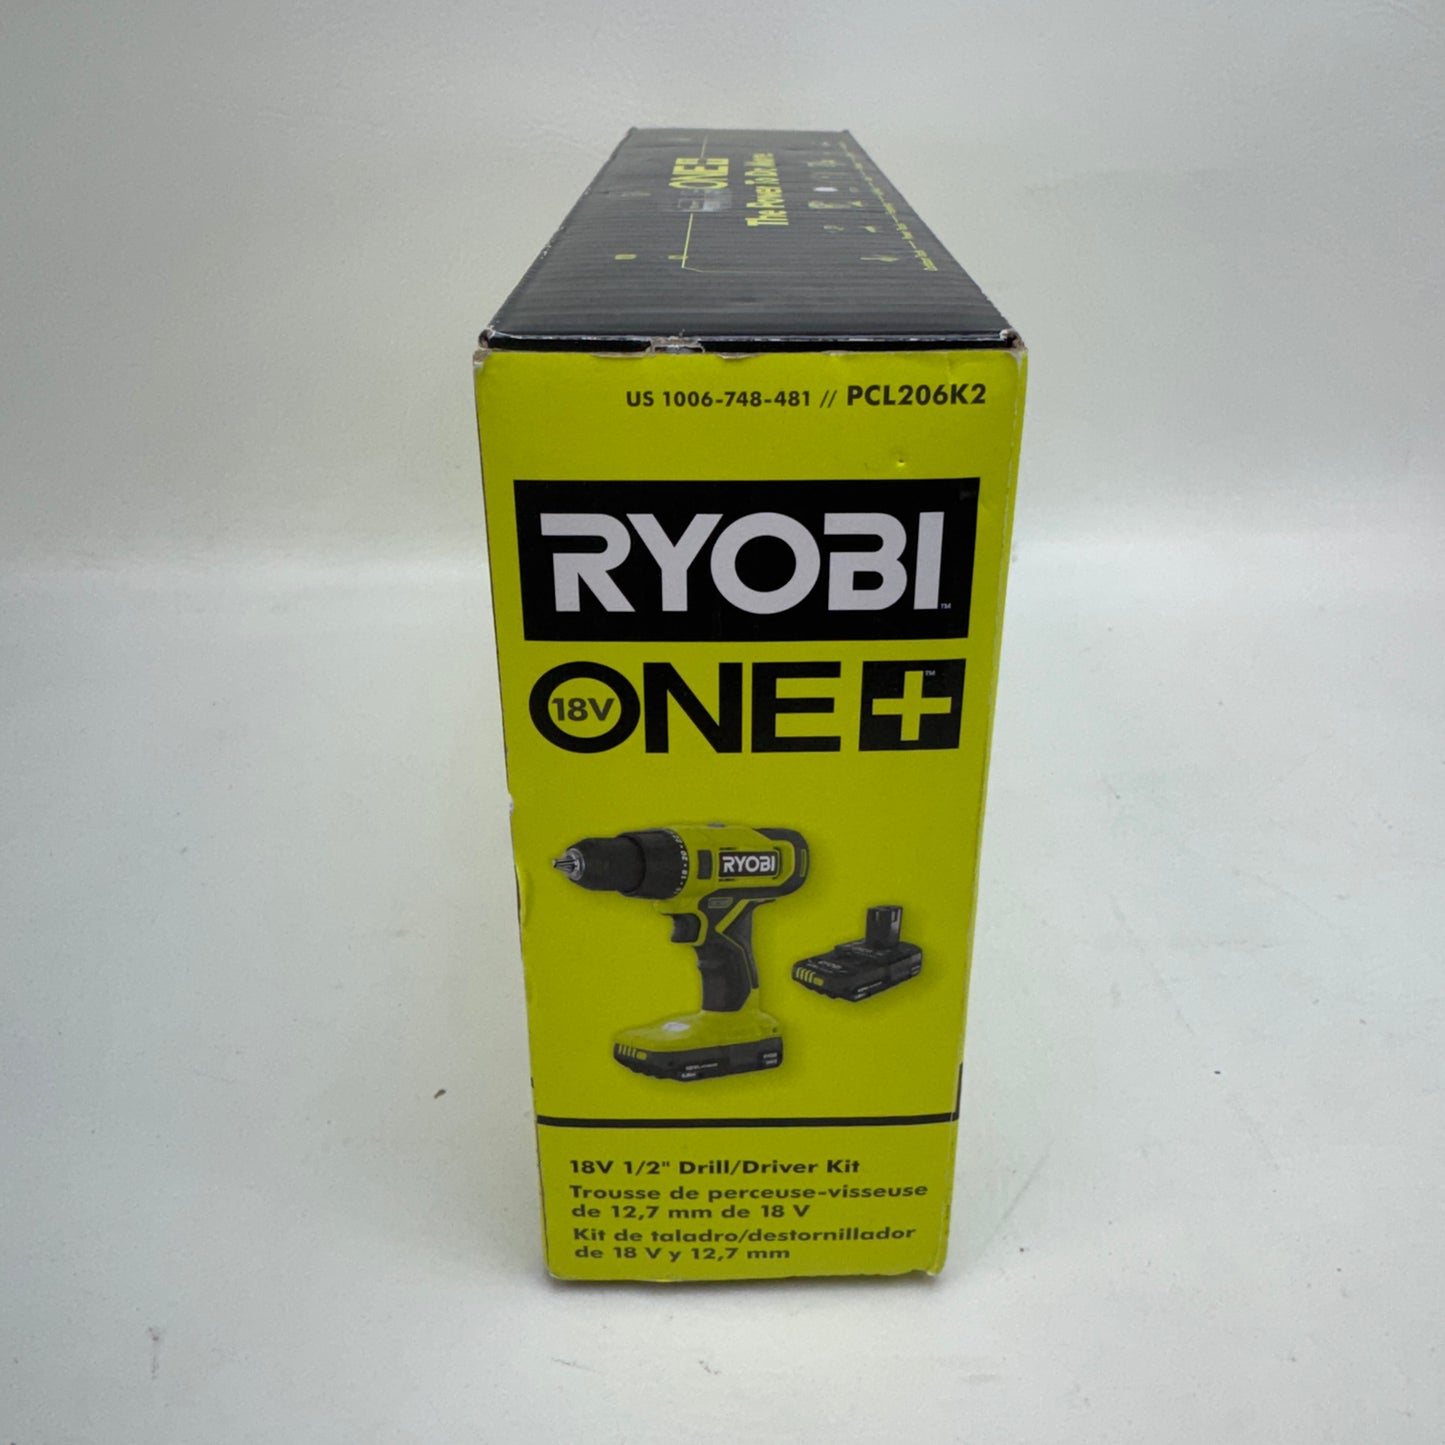 ONE+
The Power To Do More
US 1006-748-481 // PCL206K2
RYOBI™
18V ONE+™
RYOBI
18V 1/2" Drill/Driver Kit
Trousse de perceuse-visseuse
de 12,7 mm de 18 V
Kit de taladro/destornillador
de 18 V y 12,7 mm